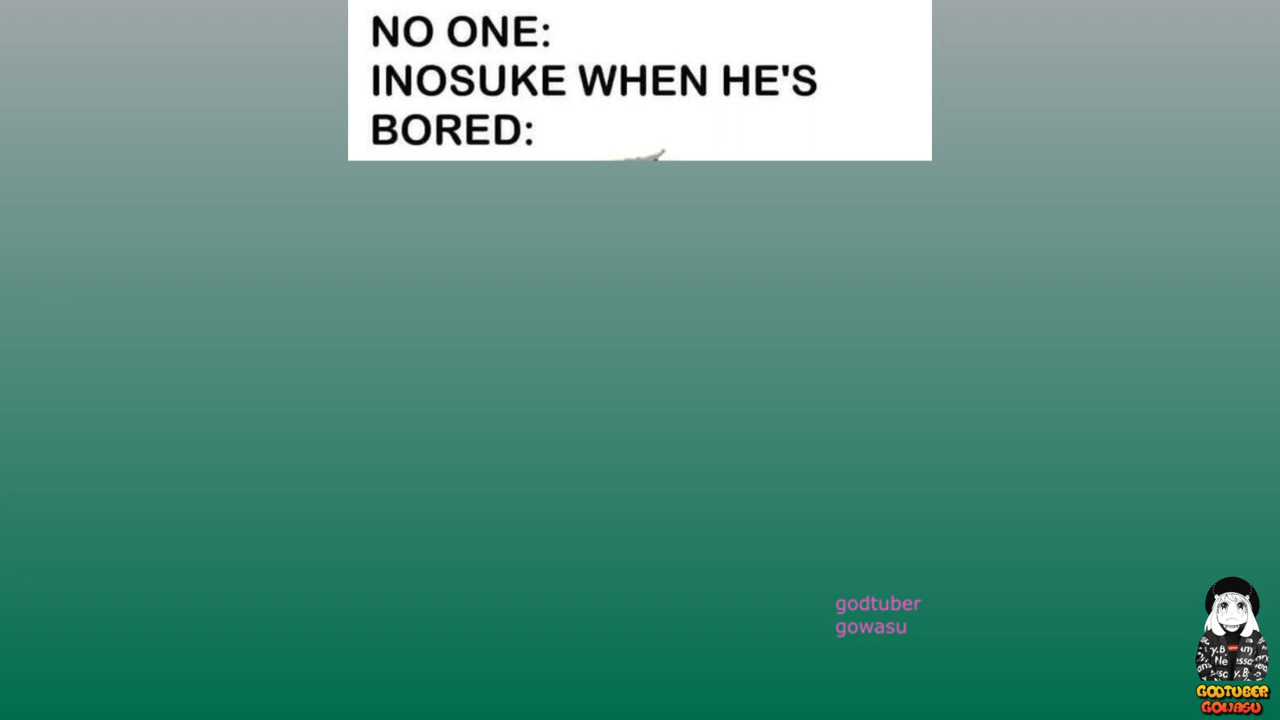 NO ONE:
INOSUKE WHEN HE'S
BORED:
godtuber
gowasu
GODTUBER
GOWASU